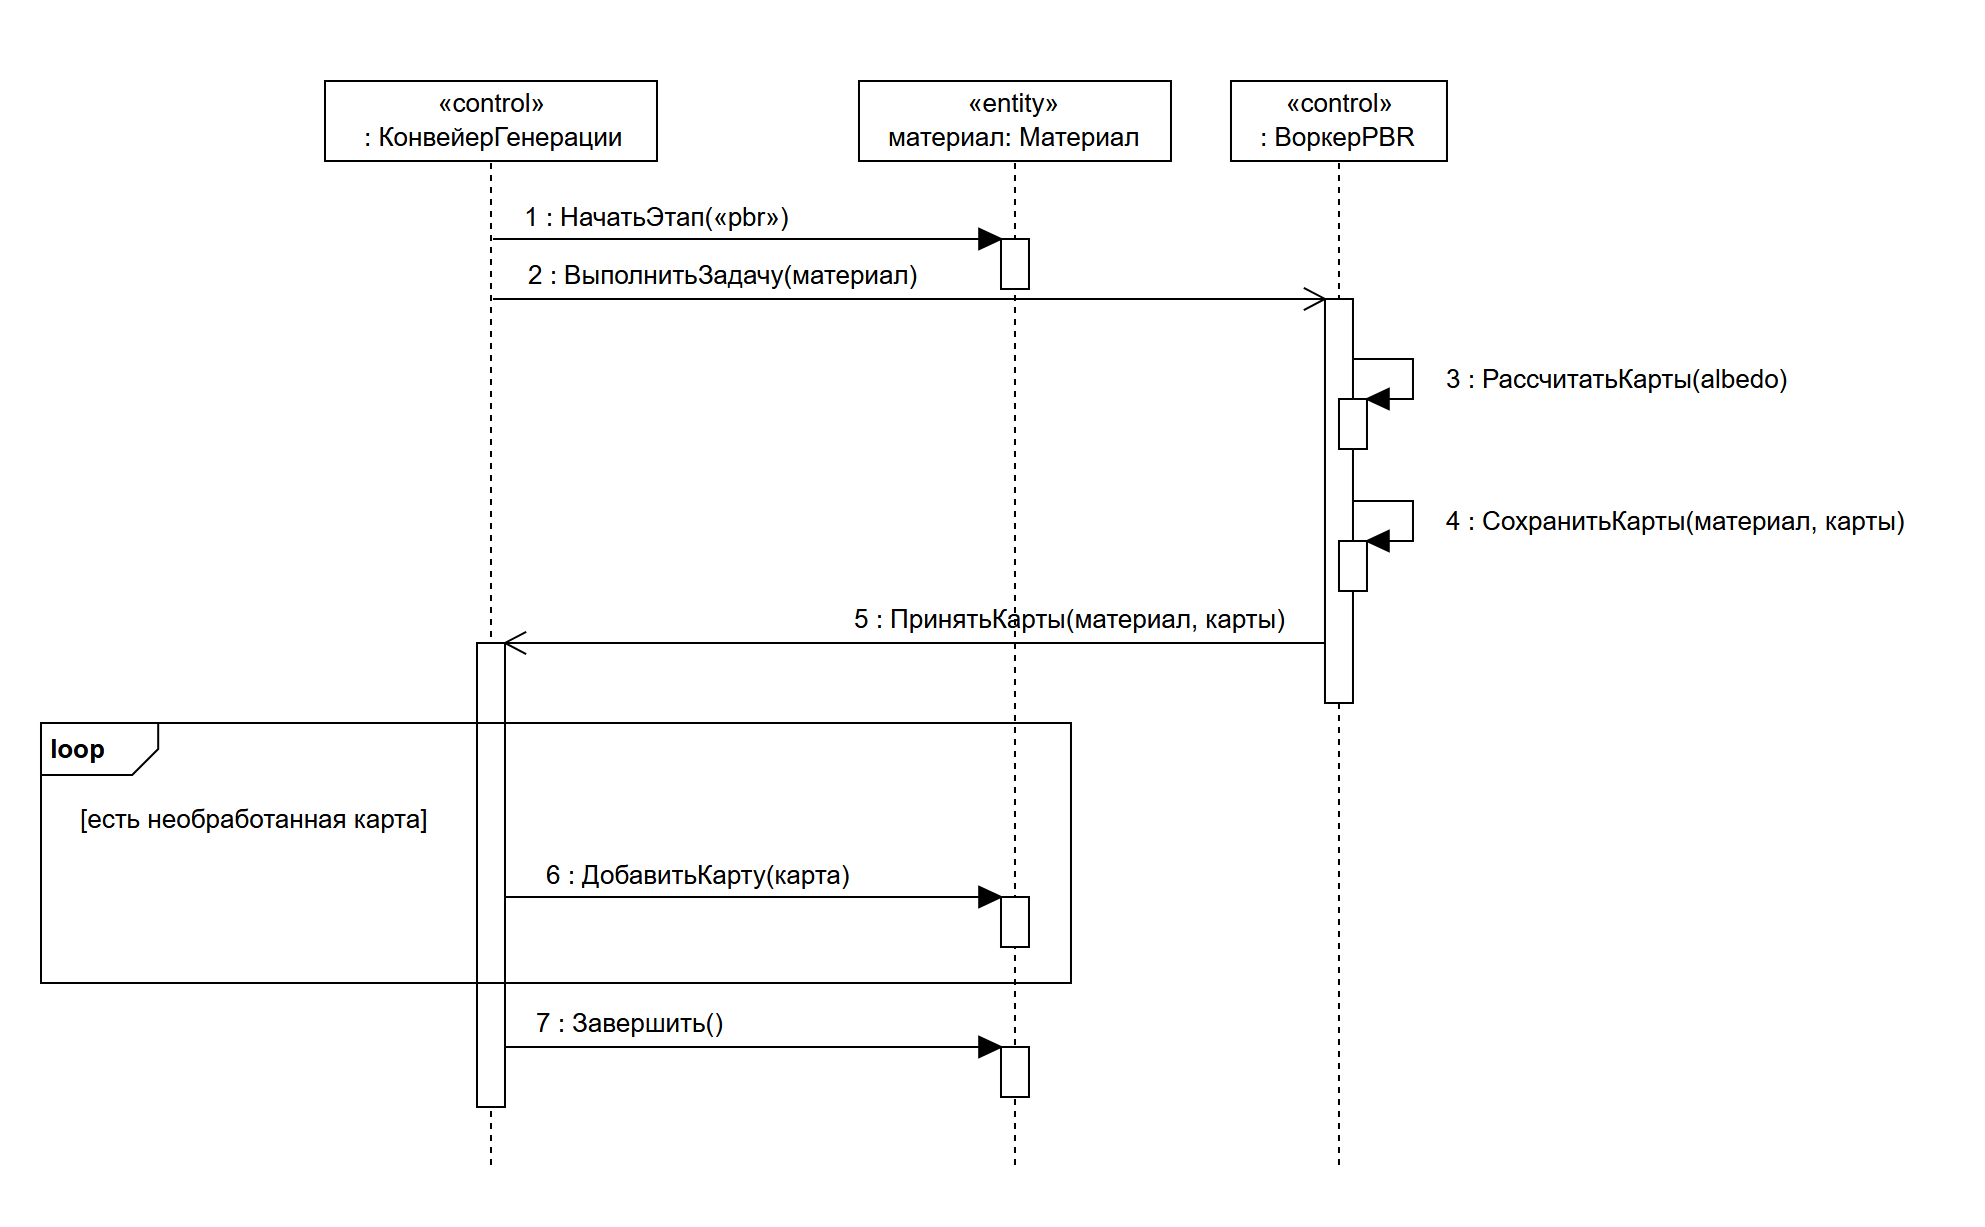 «control»
: КонвейерГенерации
«entity»
материал: Материал
«control»
: ВоркерPBR
1 : НачатьЭтап(«pbr»)
2 : ВыполнитьЗадачу(материал)
3 : РассчитатьКарты(albedo)
4 : СохранитьКарты(материал, карты)
5 : ПринятьКарты(материал, карты)
loop
[есть необработанная карта]
6 : ДобавитьКарту(карта)
7 : Завершить()